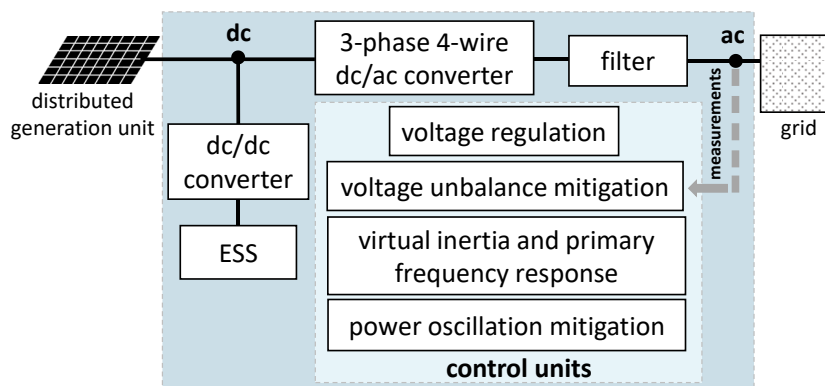 dc
3-phase 4-wire
dc/ac converter
filter
ac
distributed
generation unit
measurements
grid
dc/dc
converter
ESS
voltage regulation
voltage unbalance mitigation
virtual inertia and primary
frequency response
power oscillation mitigation
control units